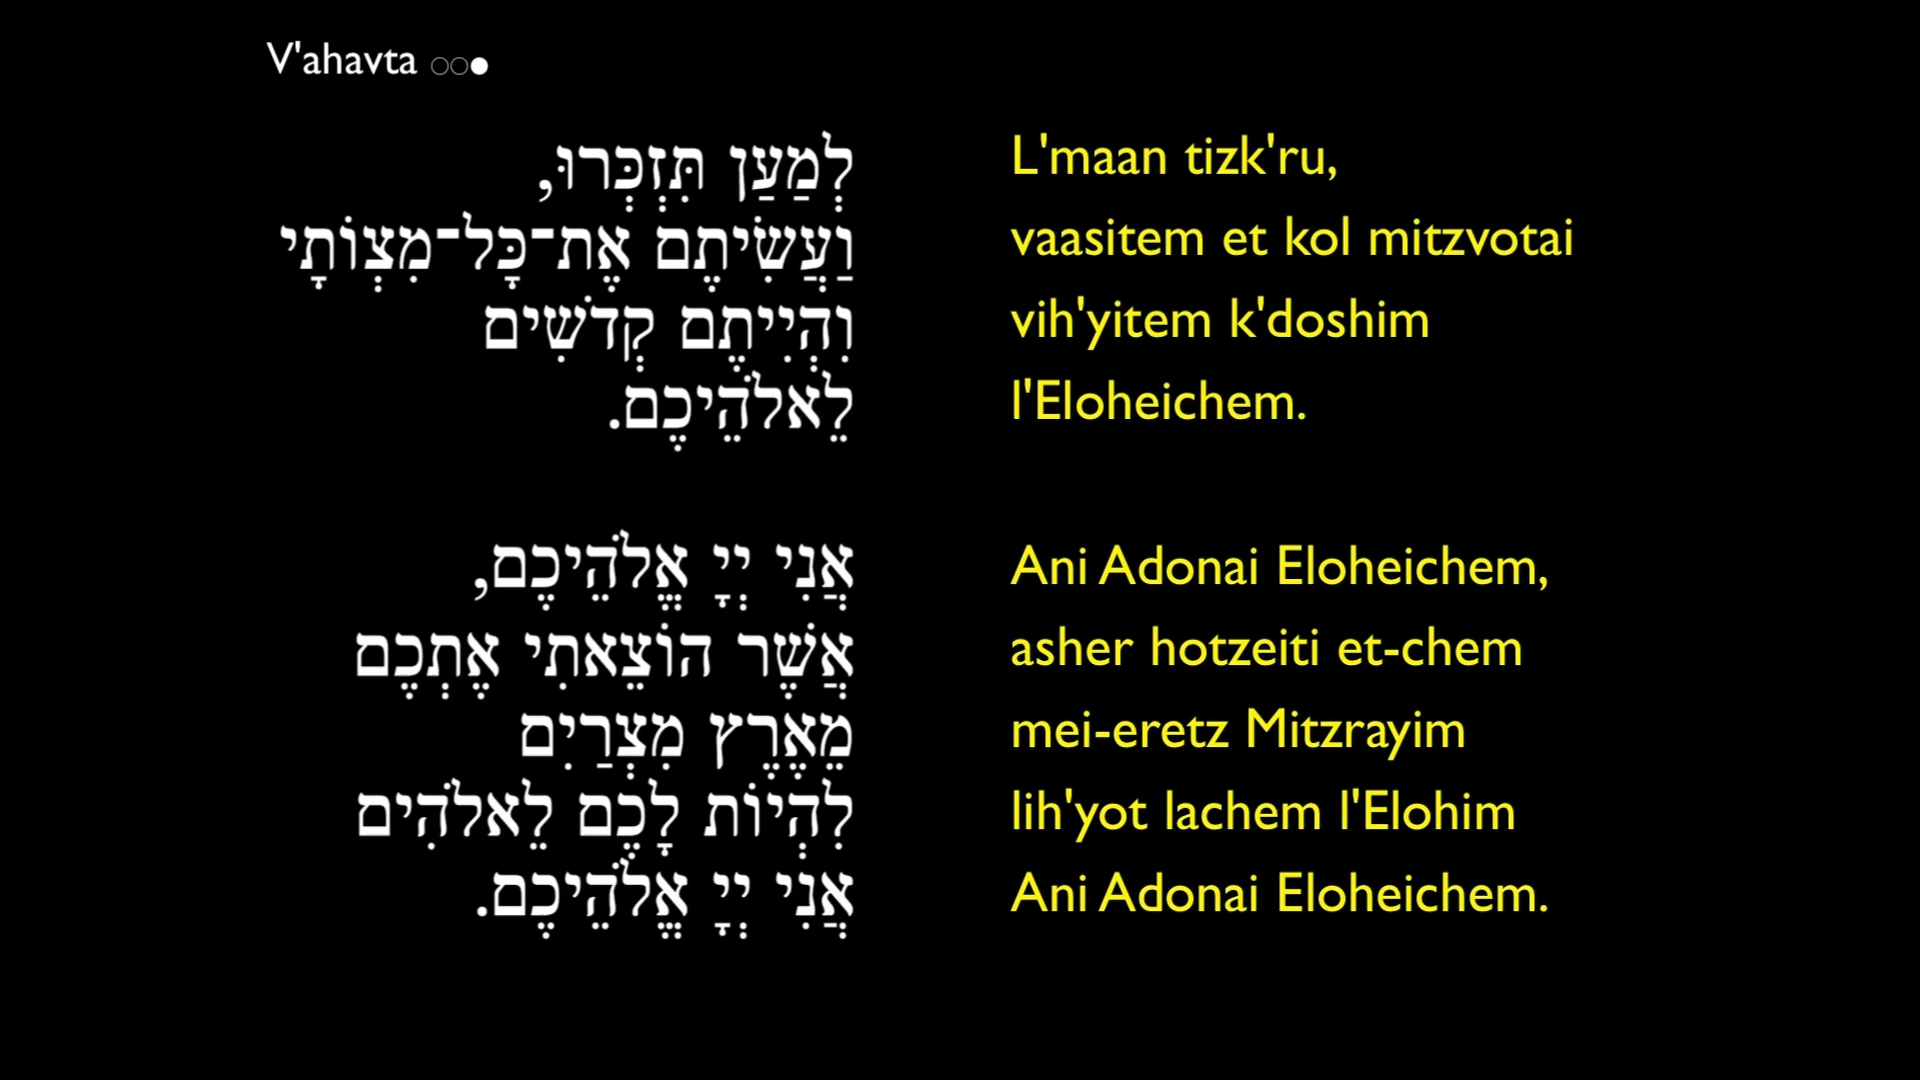 V'ahavta
לְמַעַן תִּזְכְּרוּ,
וַעֲשִׂיתֶם אֶת־כָּל־מִצְוֹתָי
וִהְיִיתֶם קְדֹשִׁים
לֵאלֹהֵיכֶם.
אֲנִי יְיָ אֱלֹהֵיכֶם,
אֲשֶׁר הוֹצֵאתִי אֶתְכֶם
מֵאֶרֶץ מִצְרַיִם
לִהְיוֹת לָכֶם לֵאלֹהִים
אֲנִי יְיָ אֱלֹהֵיכֶם.
L'maan tizk'ru,
vaasitem et kol mitzvotai
vih'yitem k'doshim
l'Eloheichem.
Ani Adonai Eloheichem,
asher hotzeiti et-chem
mei-eretz Mitzrayim
lih'yot lachem l'Elohim
Ani Adonai Eloheichem.